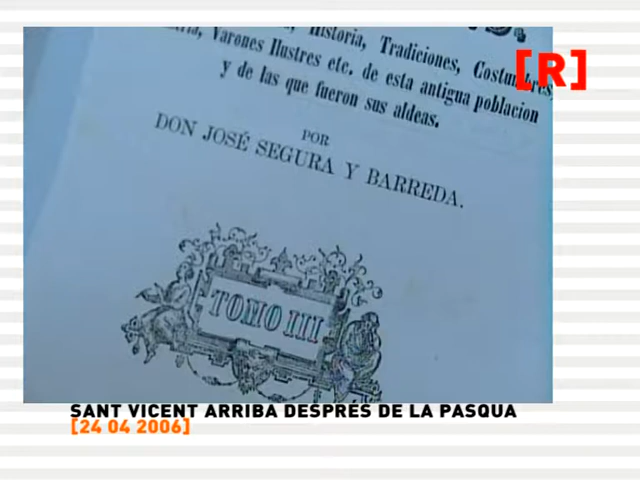 Historia, Tradiciones, Costumbres,
Varones Ilustres etc. de esta antigua poblacion
y de las que fueron sus aldeas.
POR
DON JOSÉ SEGURA Y BARREDA.
TOMO III
[R]
SANT VICENT ARRIBA DESPRÉS DE LA PASQUA
[24 04 2006]